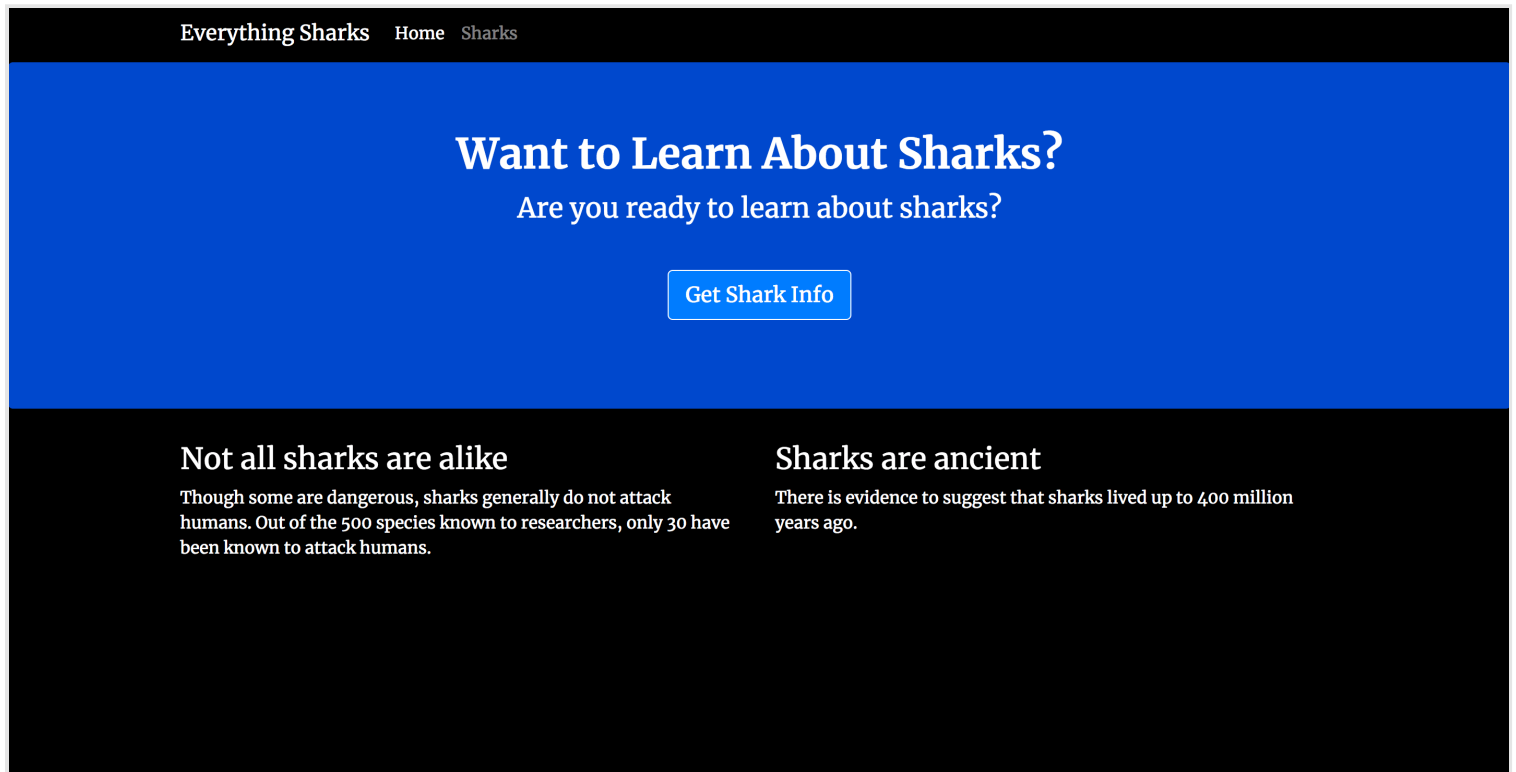 Everything Sharks Home Sharks
Want to Learn About Sharks?
Are you ready to learn about sharks?
Get Shark Info
Not all sharks are alike
Though some are dangerous, sharks generally do not attack
humans. Out of the 500 species known to researchers, only 30 have
been known to attack humans.
Sharks are ancient
There is evidence to suggest that sharks lived up to 400 million
years ago.